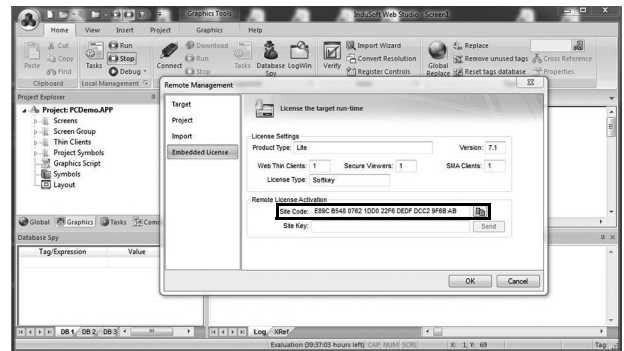 Graphics Tools
InduSoft Web Studio - Screen1
Home View Insert Project Graphics Help
Paste
Cut
Copy
Find
Clipboard
Tasks
Run
Stop
Debug
Local Management
Connect
Download
Run
Stop
Tasks
Database Spy
LogWin
Verify
Import Wizard
Convert Resolution
Register Controls
Global Replace
Replace
Remove unused tags
Reset tags database
Cross Reference
Properties
Project Explorer
Project: PCDemo.APP
Screens
Screen Group
Thin Clients
Project Symbols
Graphics Script
Symbols
Layout
Global Graphics Tasks Comm
Remote Management
Target
Project
Import
Embedded License
License the target run-time
License Settings
Product Type: Lite Version: 7.1
Web Thin Clients: 1 Secure Viewers: 1 SMA Clients: 1
License Type: Softkey
Remote License Activation
Site Code: E89C B548 0762 1DD0 22F6 DEDF DCC2 9F6B AB
Site Key: Send
OK Cancel
Database Spy
Tag/Expression Value
DB 1 DB 2 DB 3
Log XRef
Evaluation (39:37:03 hours left) CAP NUM SCRL X: 1, Y: 69 Tag